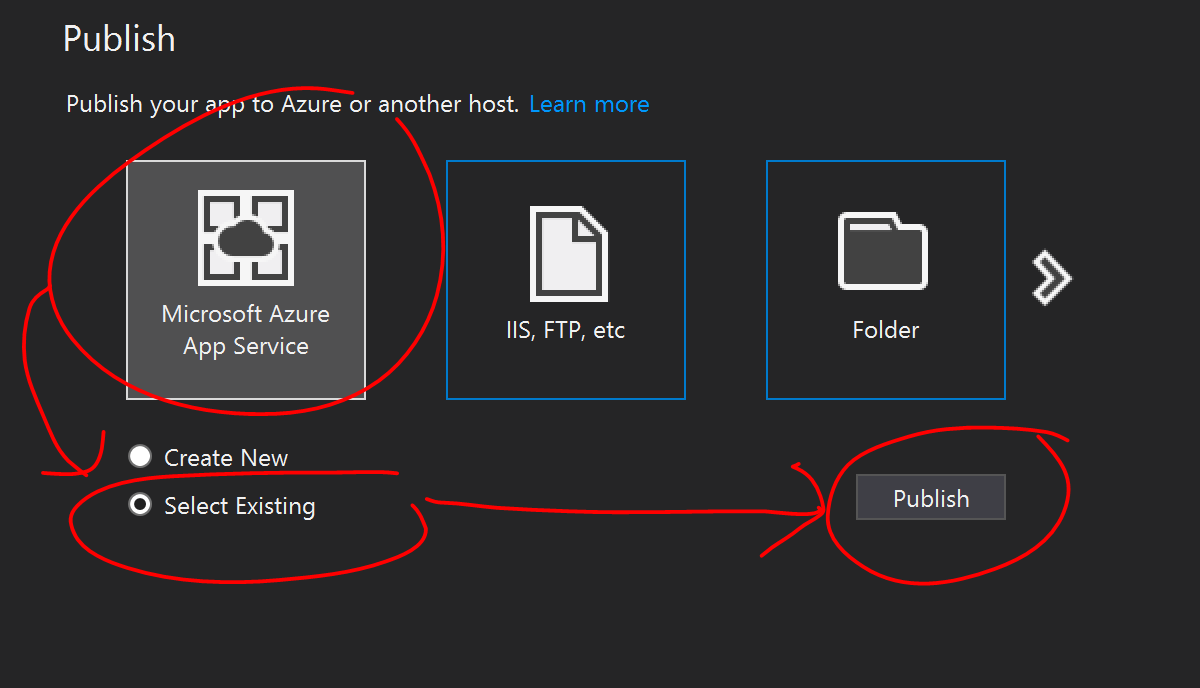 Publish
Publish your app to Azure or another host. Learn more
Microsoft Azure
App Service
IIS, FTP, etc
Folder
Create New
Select Existing
Publish